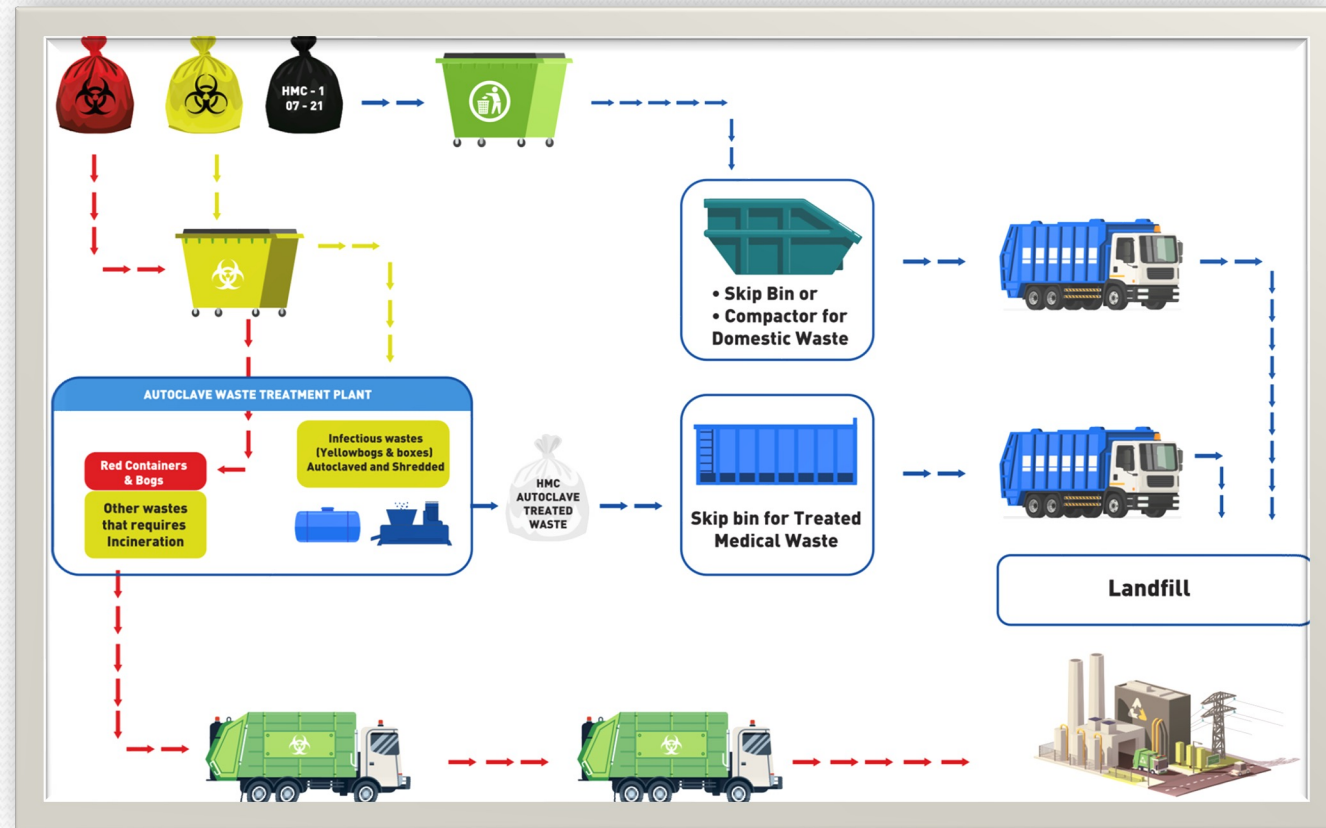 HMC - 1
07 - 21
• Skip Bin or
• Compactor for
Domestic Waste
AUTOCLAVE WASTE TREATMENT PLANT
Infectious wastes
(Yellowbogs & boxes)
Autoclaved and Shredded
Red Containers
& Bogs
Other wastes
that requires
Incineration
HMC
AUTOCLAVE
TREATED
WASTE
Skip bin for Treated
Medical Waste
Landfill